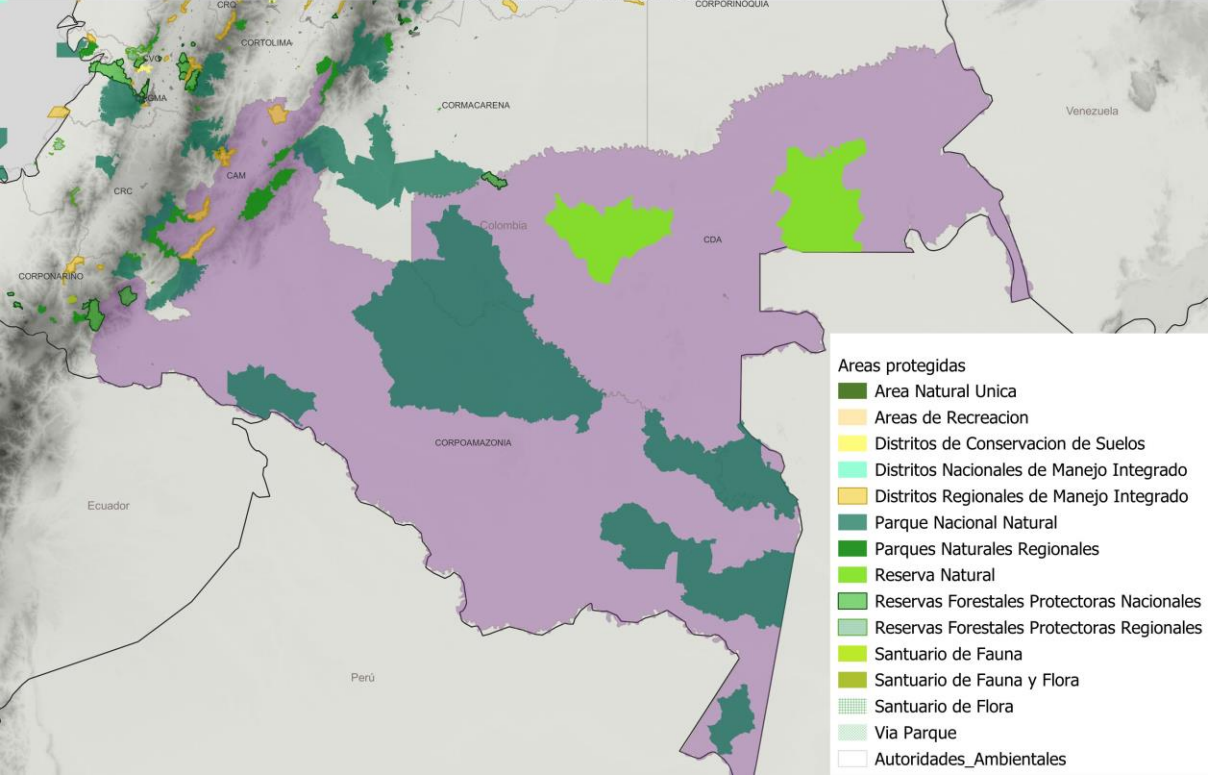 CRQ
CORPORINOQUIA
CORTOLIMA
CVC
CORMACARENA
Venezuela
CAM
CRC
Colombia
CDA
CORPONARIÑO
Areas protegidas
Area Natural Unica
Areas de Recreacion
Distritos de Conservacion de Suelos
CORPOAMAZONIA
Distritos Nacionales de Manejo Integrado
Distritos Regionales de Manejo Integrado
Ecuador
Parque Nacional Natural
Parques Naturales Regionales
Reserva Natural
Reservas Forestales Protectoras Nacionales
Reservas Forestales Protectoras Regionales
Santuario de Fauna
Perú
Santuario de Fauna y Flora
Santuario de Flora
Via Parque
Autoridades_Ambientales